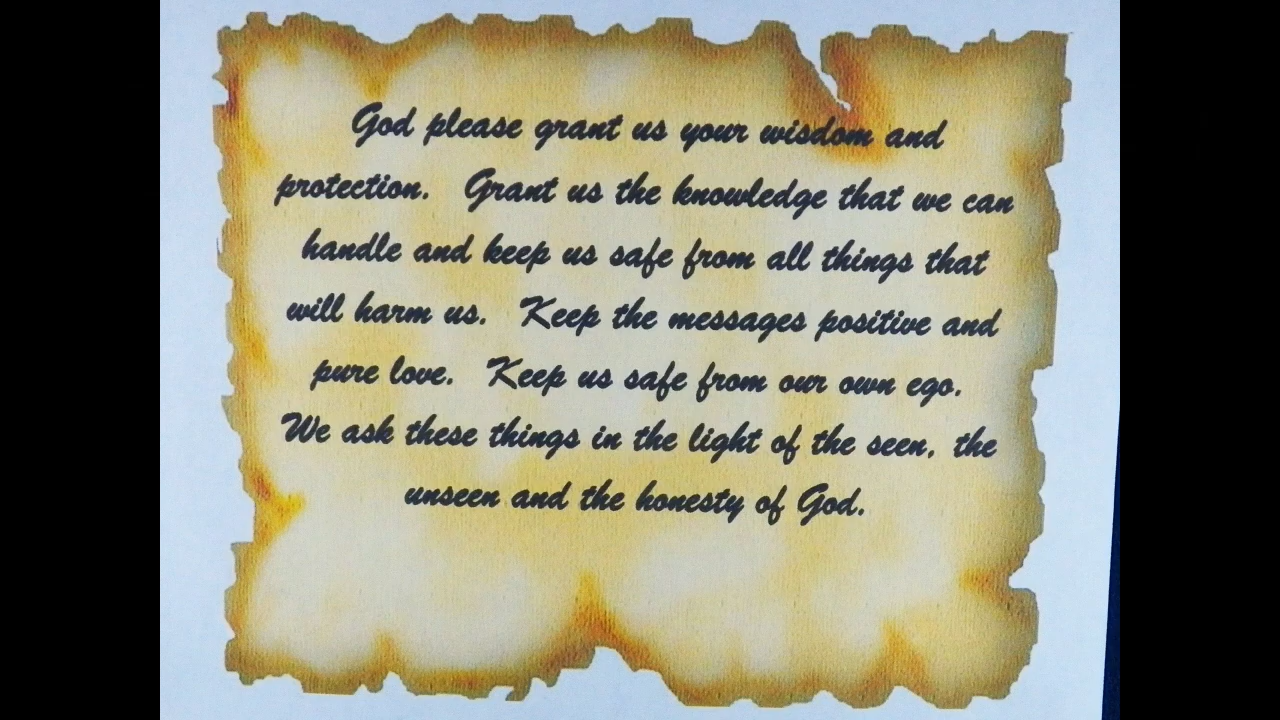 God please grant us your wisdom and
protection. Grant us the knowledge that we can
handle and keep us safe from all things that
will harm us. Keep the messages positive and
pure love. Keep us safe from our own ego.
We ask these things in the light of the seen, the
unseen and the honesty of God.